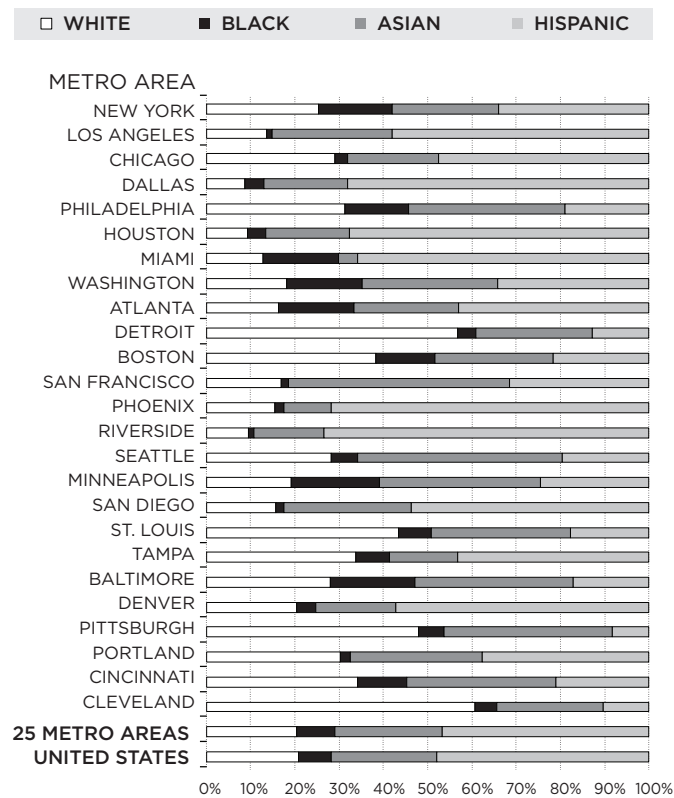 WHITE BLACK ASIAN HISPANIC
METRO AREA
NEW YORK
LOS ANGELES
CHICAGO
DALLAS
PHILADELPHIA
HOUSTON
MIAMI
WASHINGTON
ATLANTA
DETROIT
BOSTON
SAN FRANCISCO
PHOENIX
RIVERSIDE
SEATTLE
MINNEAPOLIS
SAN DIEGO
ST. LOUIS
TAMPA
BALTIMORE
DENVER
PITTSBURGH
PORTLAND
CINCINNATI
CLEVELAND
25 METRO AREAS
UNITED STATES
0% 10% 20% 30% 40% 50% 60% 70% 80% 90% 100%